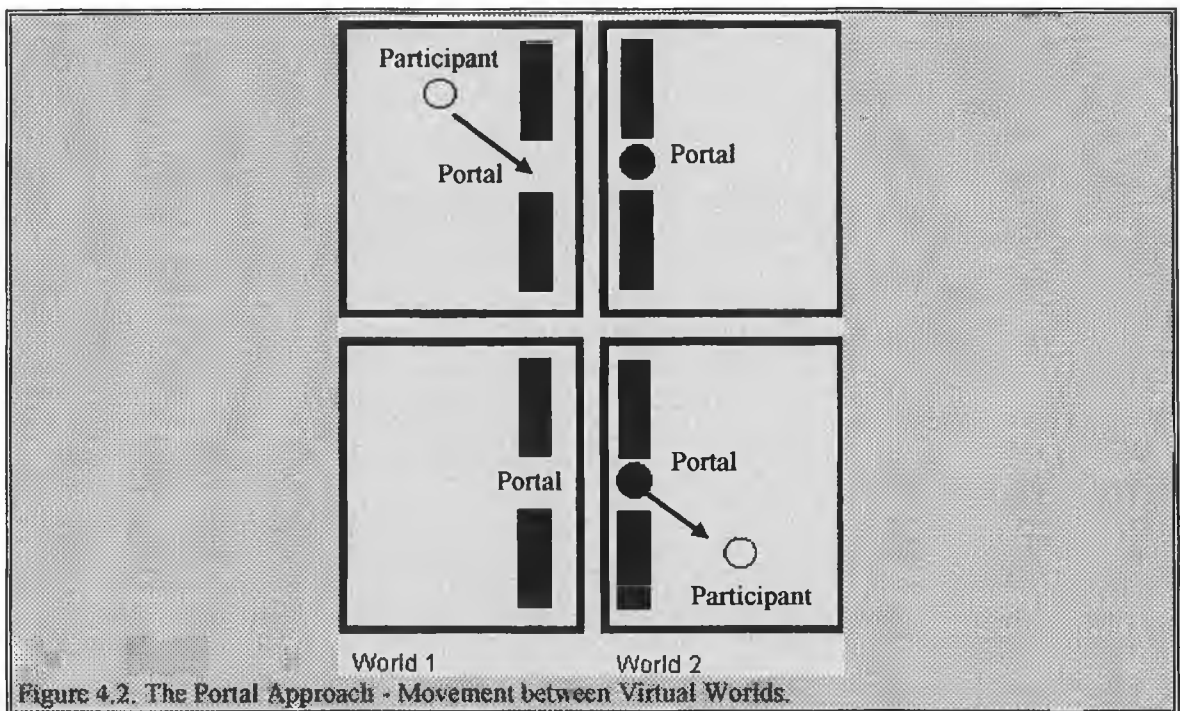 Participant
Portal
Portal
Portal
Portal
Participant
World 1
World 2
Figure 4.2. The Portal Approach - Movement between Virtual Worlds.